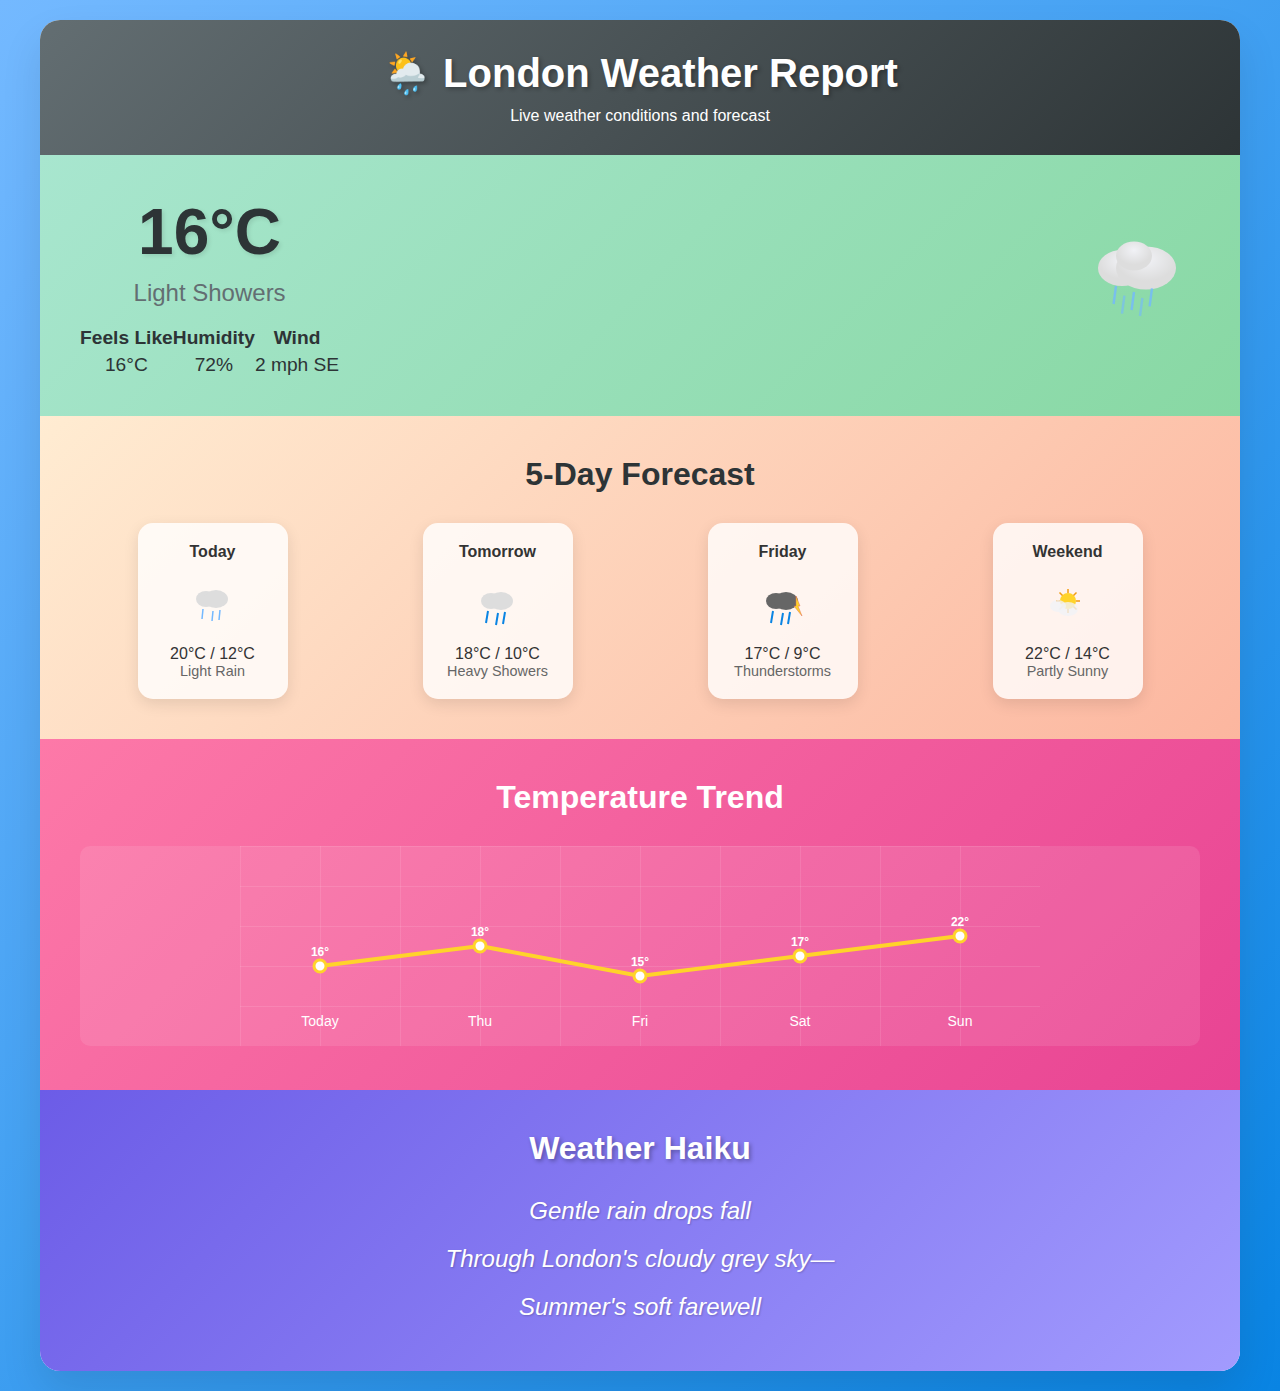 🌦️ London Weather Report
Live weather conditions and forecast
16°C
Light Showers
Feels Like Humidity Wind
16°C 72% 2 mph SE
5-Day Forecast
Today
20°C / 12°C
Light Rain
Tomorrow
18°C / 10°C
Heavy Showers
Friday
17°C / 9°C
Thunderstorms
Weekend
22°C / 14°C
Partly Sunny
Temperature Trend
16° 18° 15° 17° 22°
Today Thu Fri Sat Sun
Weather Haiku
Gentle rain drops fall
Through London's cloudy grey sky—
Summer's soft farewell